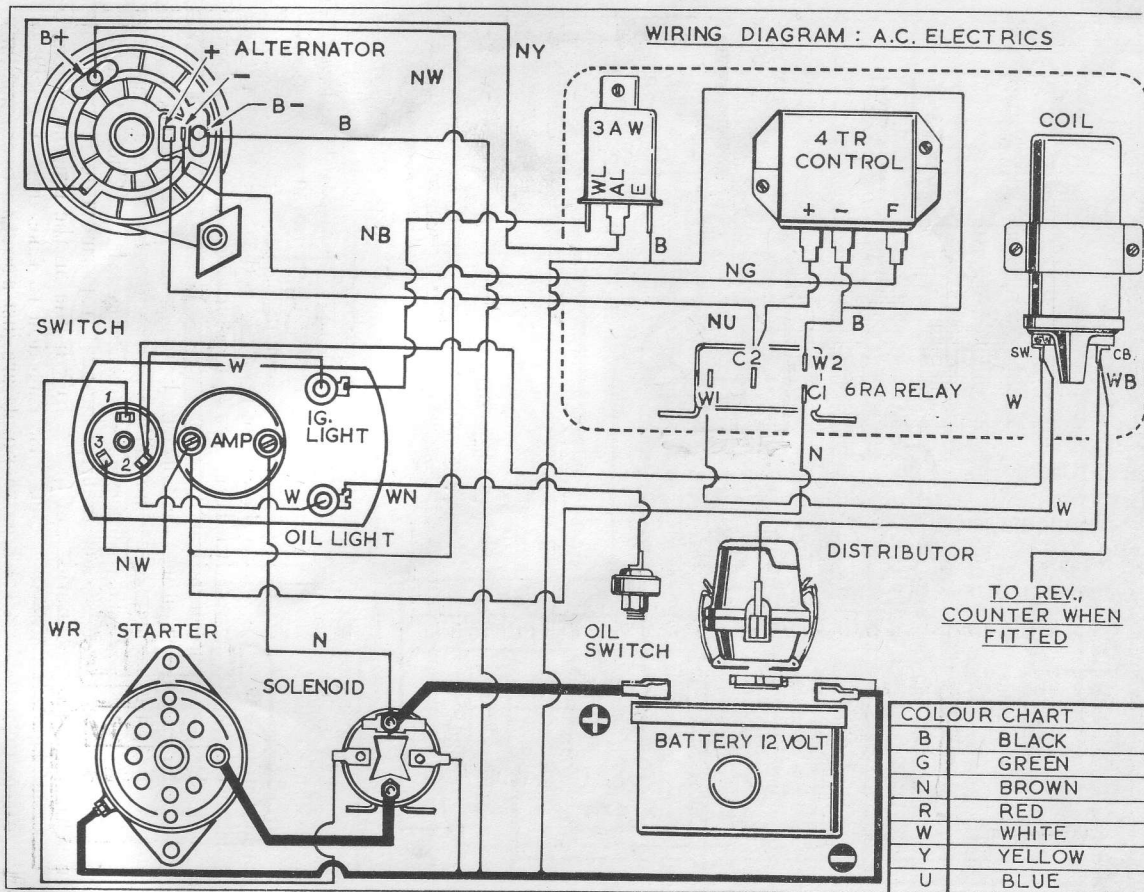 WIRING DIAGRAM : A.C. ELECTRICS
B+
+ ALTERNATOR
-
B-
NW
NY
B
3AW
WL
AL
E
4 TR
CONTROL
+ - F
COIL
NB
B
NG
NU
B
SWITCH
W
1
3
2
AMP
IG.
LIGHT
W
OIL LIGHT
NW
WN
C2
W2
W1
C1
6RA RELAY
SW.
CB.
W
WB
N
W
DISTRIBUTOR
TO REV.,
COUNTER WHEN
FITTED
WR
STARTER
N
SOLENOID
OIL
SWITCH
+
BATTERY 12 VOLT
-
COLOUR CHART
B BLACK
G GREEN
N BROWN
R RED
W WHITE
Y YELLOW
U BLUE